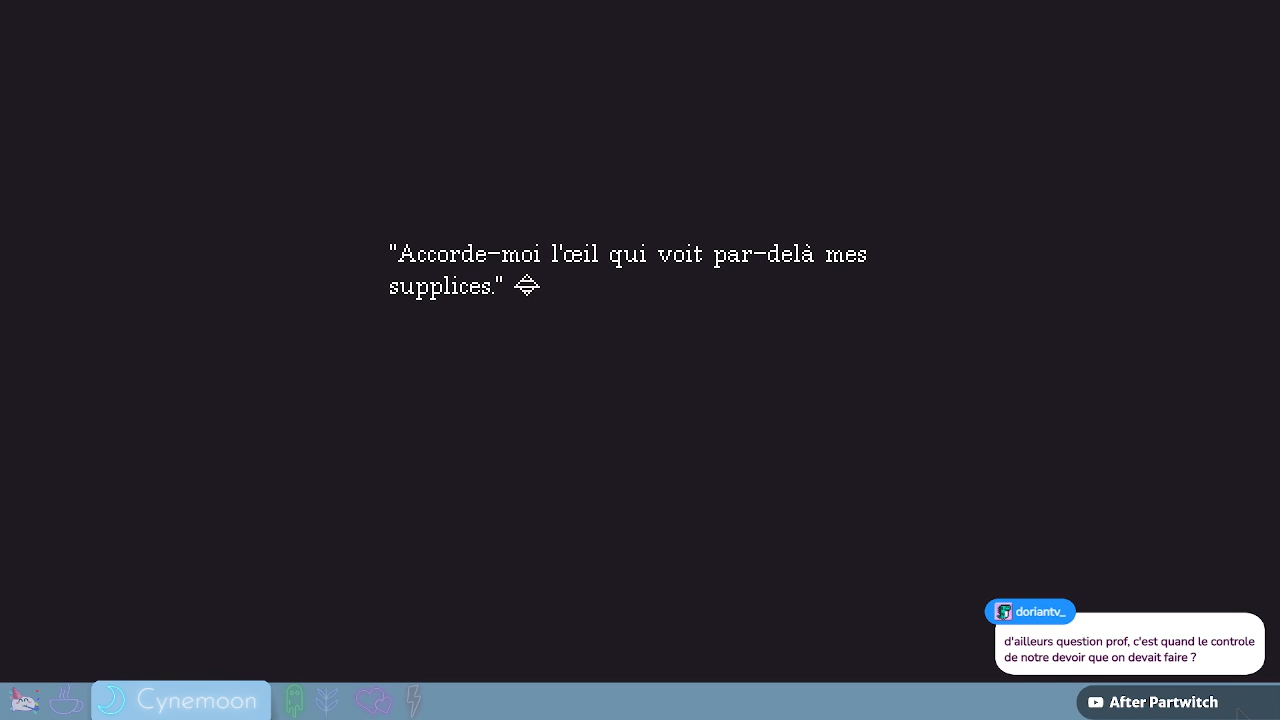 "Accorde-moi l'œil qui voit par-delà mes
supplices."
doriantv_
d'ailleurs question prof, c'est quand le controle
de notre devoir que on devait faire ?
Cynemoon
After Partwitch